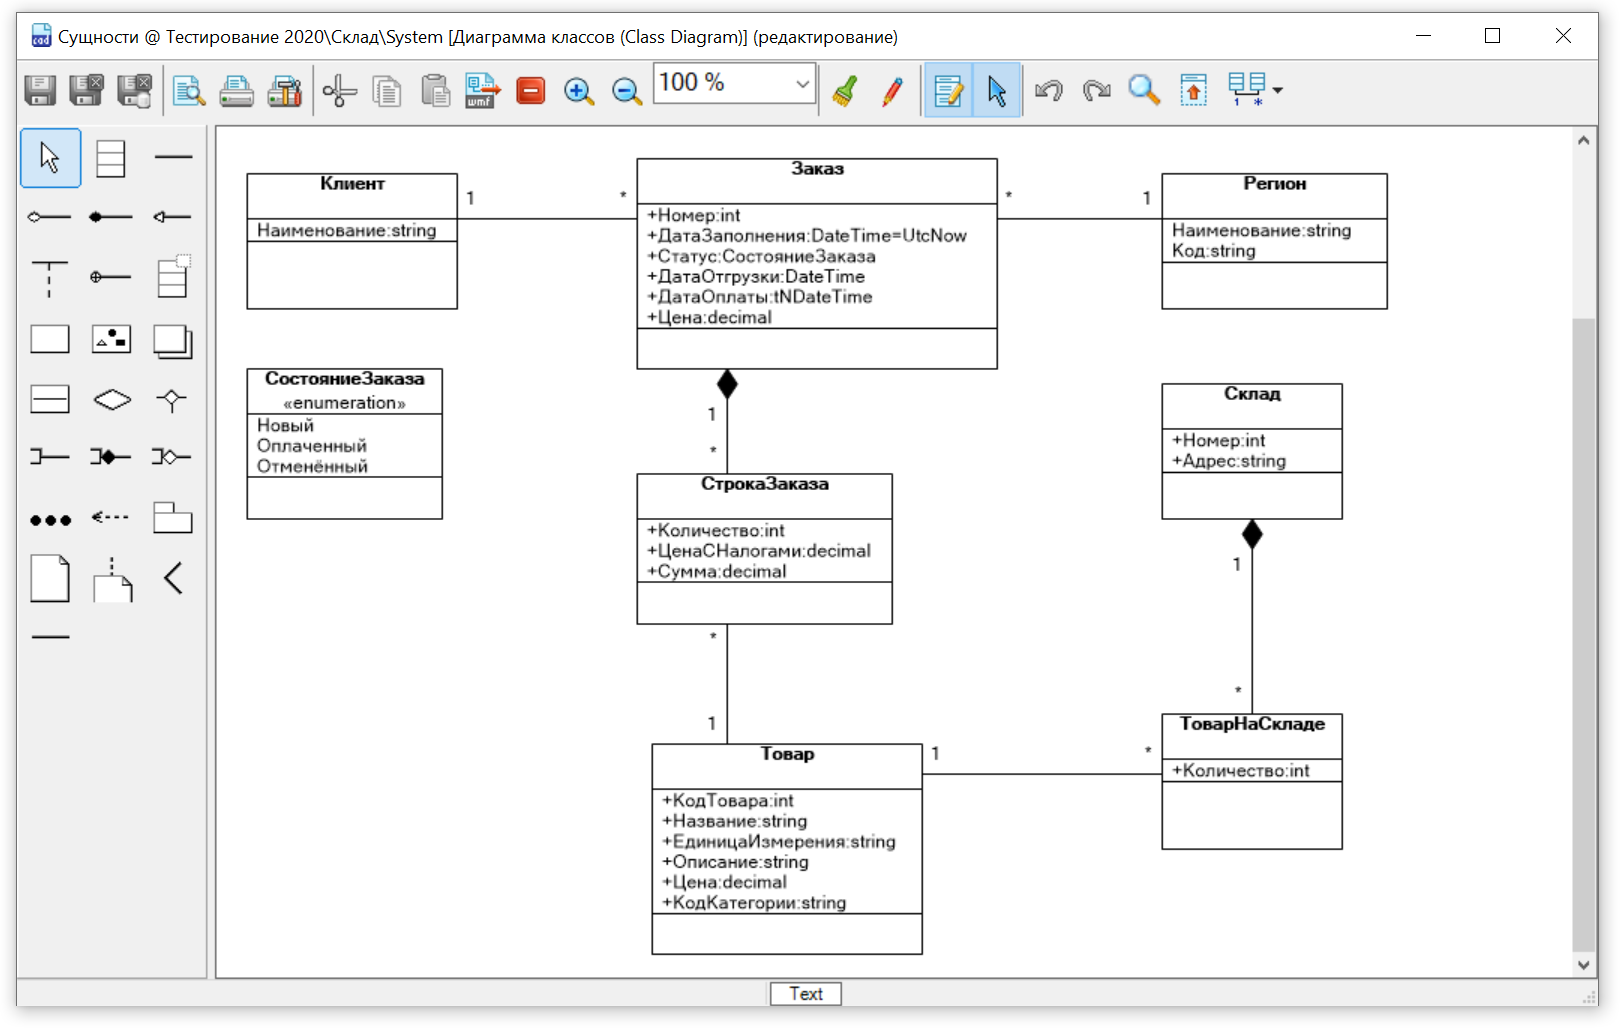 Сущности @ Тестирование 2020\Склад\System [Диаграмма классов (Class Diagram)] (редактирование)
wmf
100 %
1 *
Клиент
Наименование:string
1
*
Заказ
+Номер:int
+ДатаЗаполнения:DateTime=UtcNow
+Статус:СостояниеЗаказа
+ДатаОтгрузки:DateTime
+ДатаОплаты:tNDateTime
+Цена:decimal
*
1
Регион
Наименование:string
Код:string
СостояниеЗаказа
«enumeration»
Новый
Оплаченный
Отменённый
1
*
СтрокаЗаказа
+Количество:int
+ЦенаСНалогами:decimal
+Сумма:decimal
Склад
+Номер:int
+Адрес:string
1
*
*
1
Товар
+КодТовара:int
+Название:string
+ЕдиницаИзмерения:string
+Описание:string
+Цена:decimal
+КодКатегории:string
1
*
ТоварНаСкладе
+Количество:int
Text